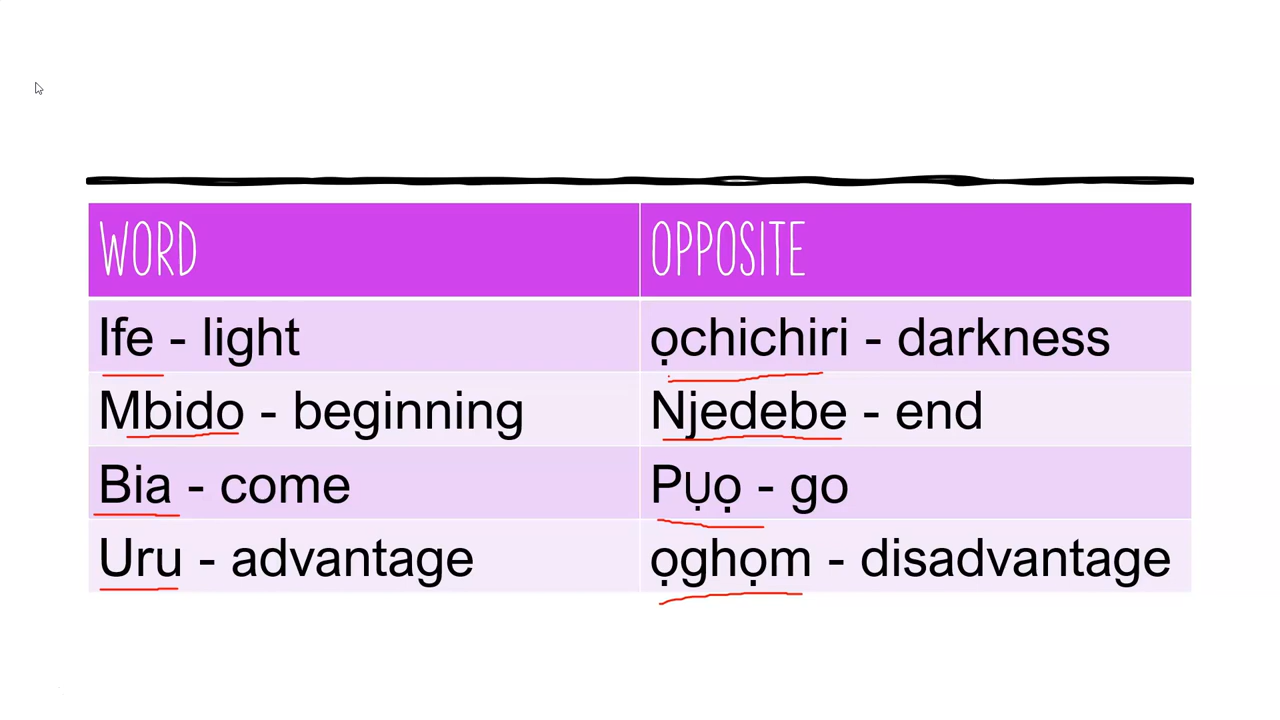 WORD OPPOSITE
Ife - light ọchichiri - darkness
Mbido - beginning Njedebe - end
Bia - come Pụọ - go
Uru - advantage ọghọm - disadvantage